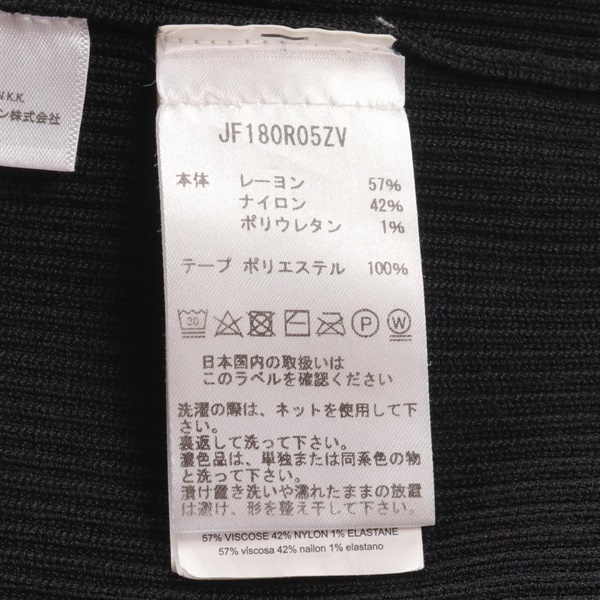 N K.K.
ン株式会社
JF180R05ZV
本体 レーヨン 57%
ナイロン 42%
ポリウレタン 1%
テープ ポリエステル 100%
30 P W
日本国内の取扱いは
このラベルを確認ください
洗濯の際は、ネットを使用して下
さい。
裏返して洗って下さい。
濃色品は、単独または同系色の物
と洗って下さい。
漬け置き洗いや濡れたままの放置
は避け、形を整え干して下さい。
57% VISCOSE 42% NYLON 1% ELASTANE
57% viscosa 42% nailon 1% elastano